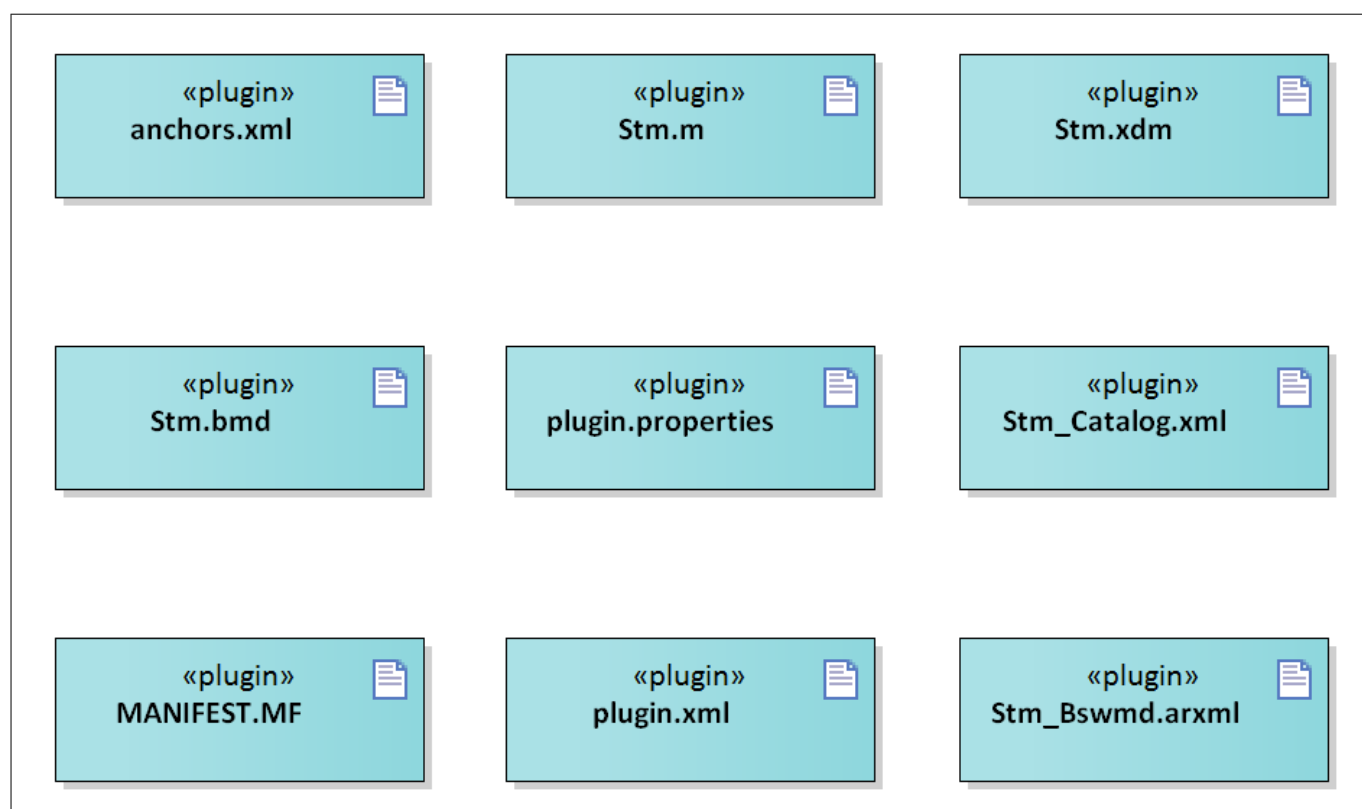 «plugin»
anchors.xml
«plugin»
Stm.m
«plugin»
Stm.xdm
«plugin»
Stm.bmd
«plugin»
plugin.properties
«plugin»
Stm_Catalog.xml
«plugin»
MANIFEST.MF
«plugin»
plugin.xml
«plugin»
Stm_Bswmd.arxml